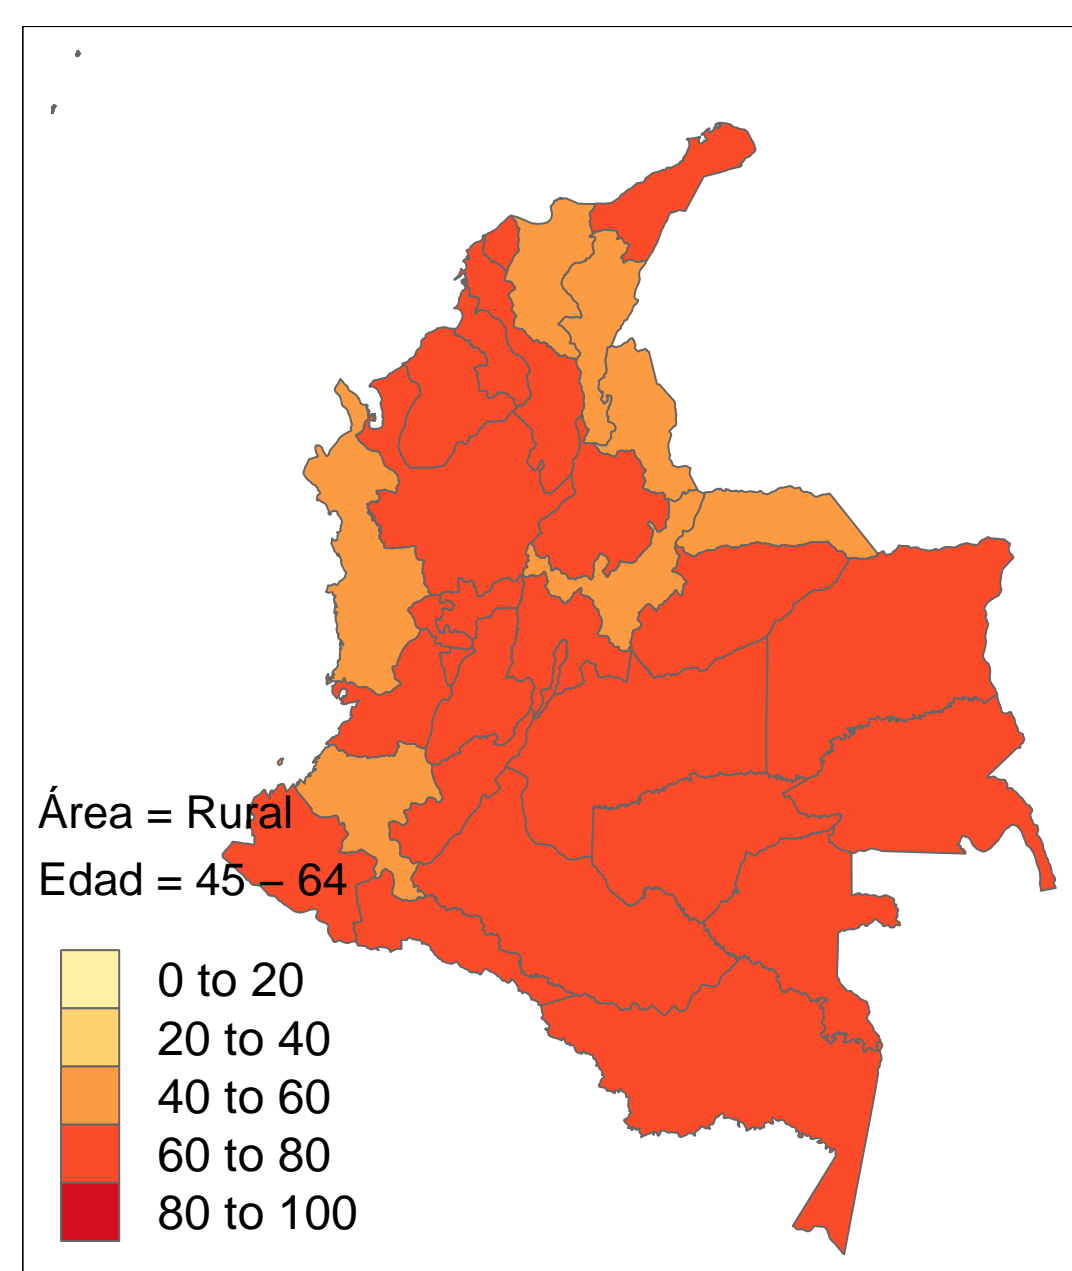 Área = Rural
Edad = 45 – 64
0 to 20
20 to 40
40 to 60
60 to 80
80 to 100